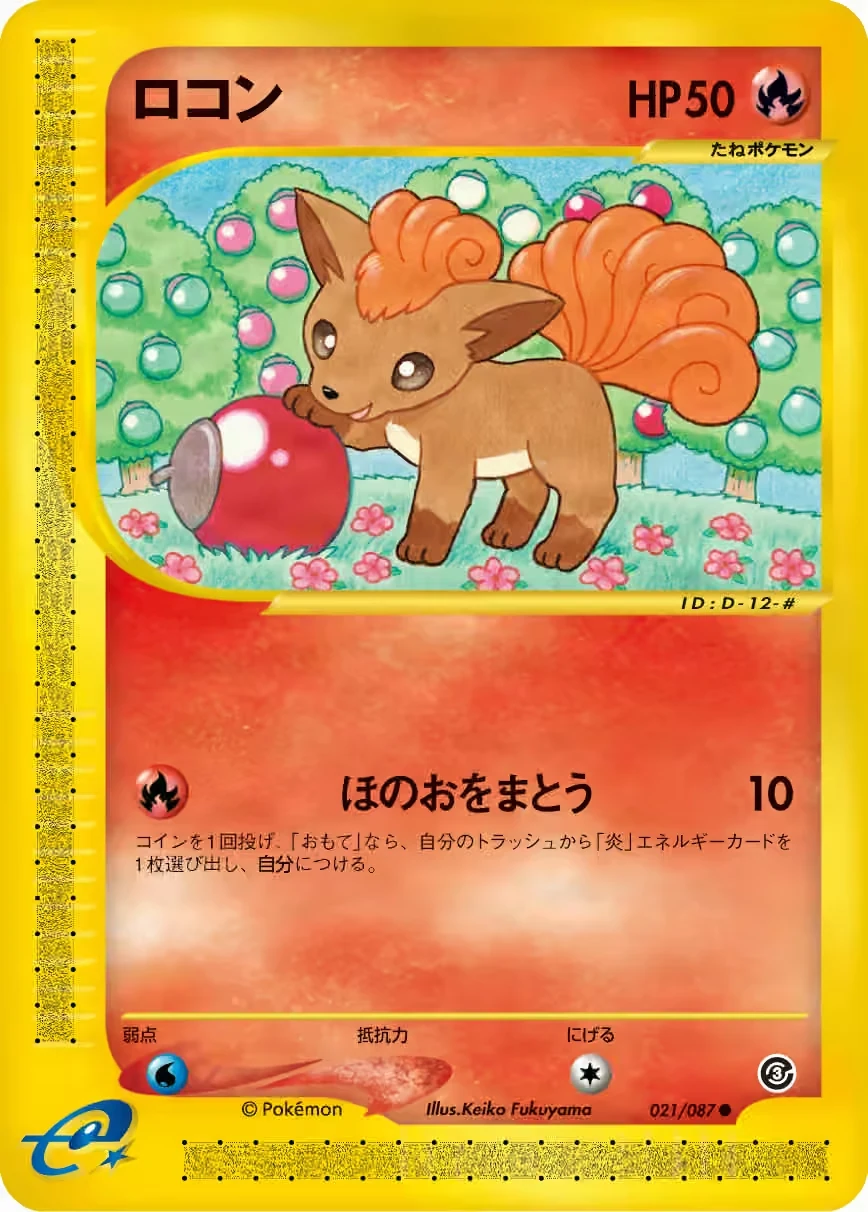 ロコン
HP50
たねポケモン
ID:D-12-#
ほのおをまとう 10
コインを1回投げ、「おもて」なら、自分のトラッシュから「炎」エネルギーカードを
1枚選び出し、自分につける。
弱点 抵抗力 にげる
3
© Pokémon Illus.Keiko Fukuyama 021/087●
e